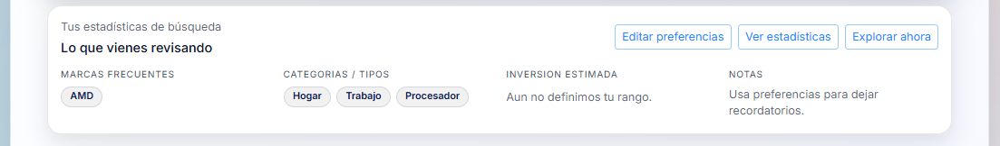 Tus estadísticas de búsqueda
Lo que vienes revisando
Editar preferencias
Ver estadísticas
Explorar ahora
MARCAS FRECUENTES
AMD
CATEGORIAS / TIPOS
Hogar
Trabajo
Procesador
INVERSION ESTIMADA
Aun no definimos tu rango.
NOTAS
Usa preferencias para dejar
recordatorios.